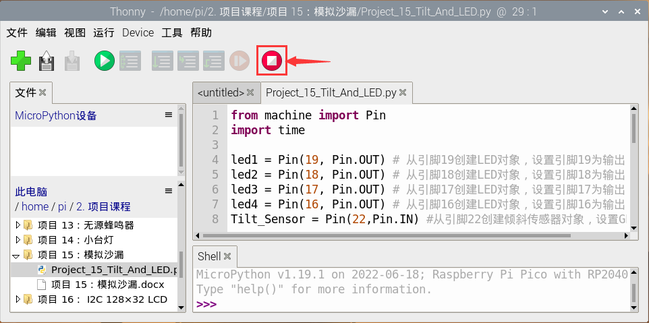 Thonny - /home/pi/2. 项目课程/项目 15：模拟沙漏/Project_15_Tilt_And_LED.py @ 29 : 1
文件 编辑 视图 运行 Device 工具 帮助
文件
MicroPython设备
此电脑
/ home / pi / 2. 项目课程
项目 13：无源蜂鸣器
项目 14：小台灯
项目 15：模拟沙漏
Project_15_Tilt_And_LED.p
项目 15：模拟沙漏.docx
项目 16： I2C 128×32 LCD
<untitled> Project_15_Tilt_And_LED.py
1 from machine import Pin
2 import time
3
4 led1 = Pin(19, Pin.OUT) # 从引脚19创建LED对象，设置引脚19为输出
5 led2 = Pin(18, Pin.OUT) # 从引脚18创建LED对象，设置引脚18为输出
6 led3 = Pin(17, Pin.OUT) # 从引脚17创建LED对象，设置引脚17为输出
7 led4 = Pin(16, Pin.OUT) # 从引脚16创建LED对象，设置引脚16为输出
8 Tilt_Sensor = Pin(22,Pin.IN) #从引脚22创建倾斜传感器对象，设置G
Shell
MicroPython v1.19.1 on 2022-06-18; Raspberry Pi Pico with RP2040
Type "help()" for more information.
>>>